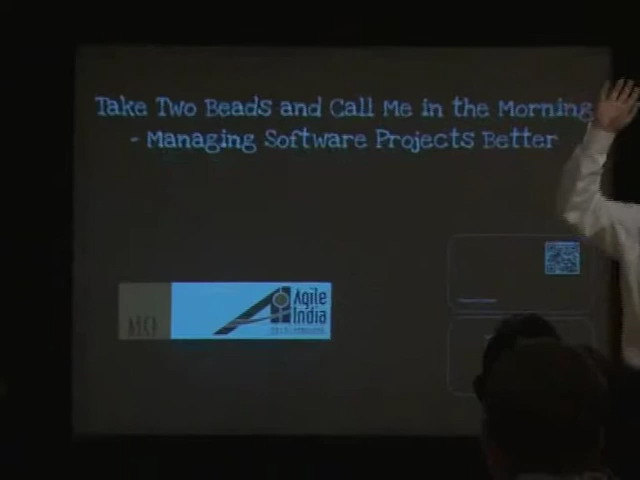 Take Two Beads and Call Me in the Morning
- Managing Software Projects Better
Agile
India